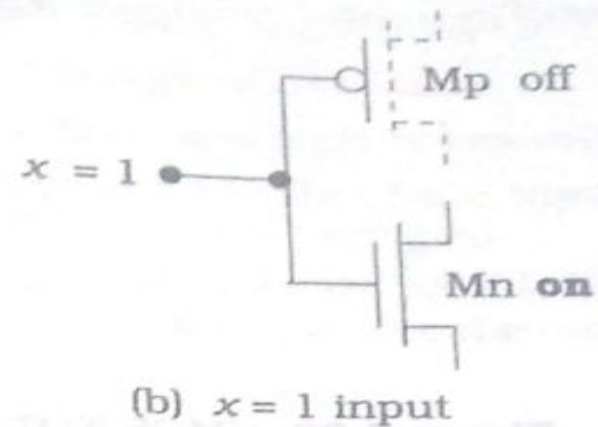 Mp off
x = 1
Mn on
(b) x = 1 input